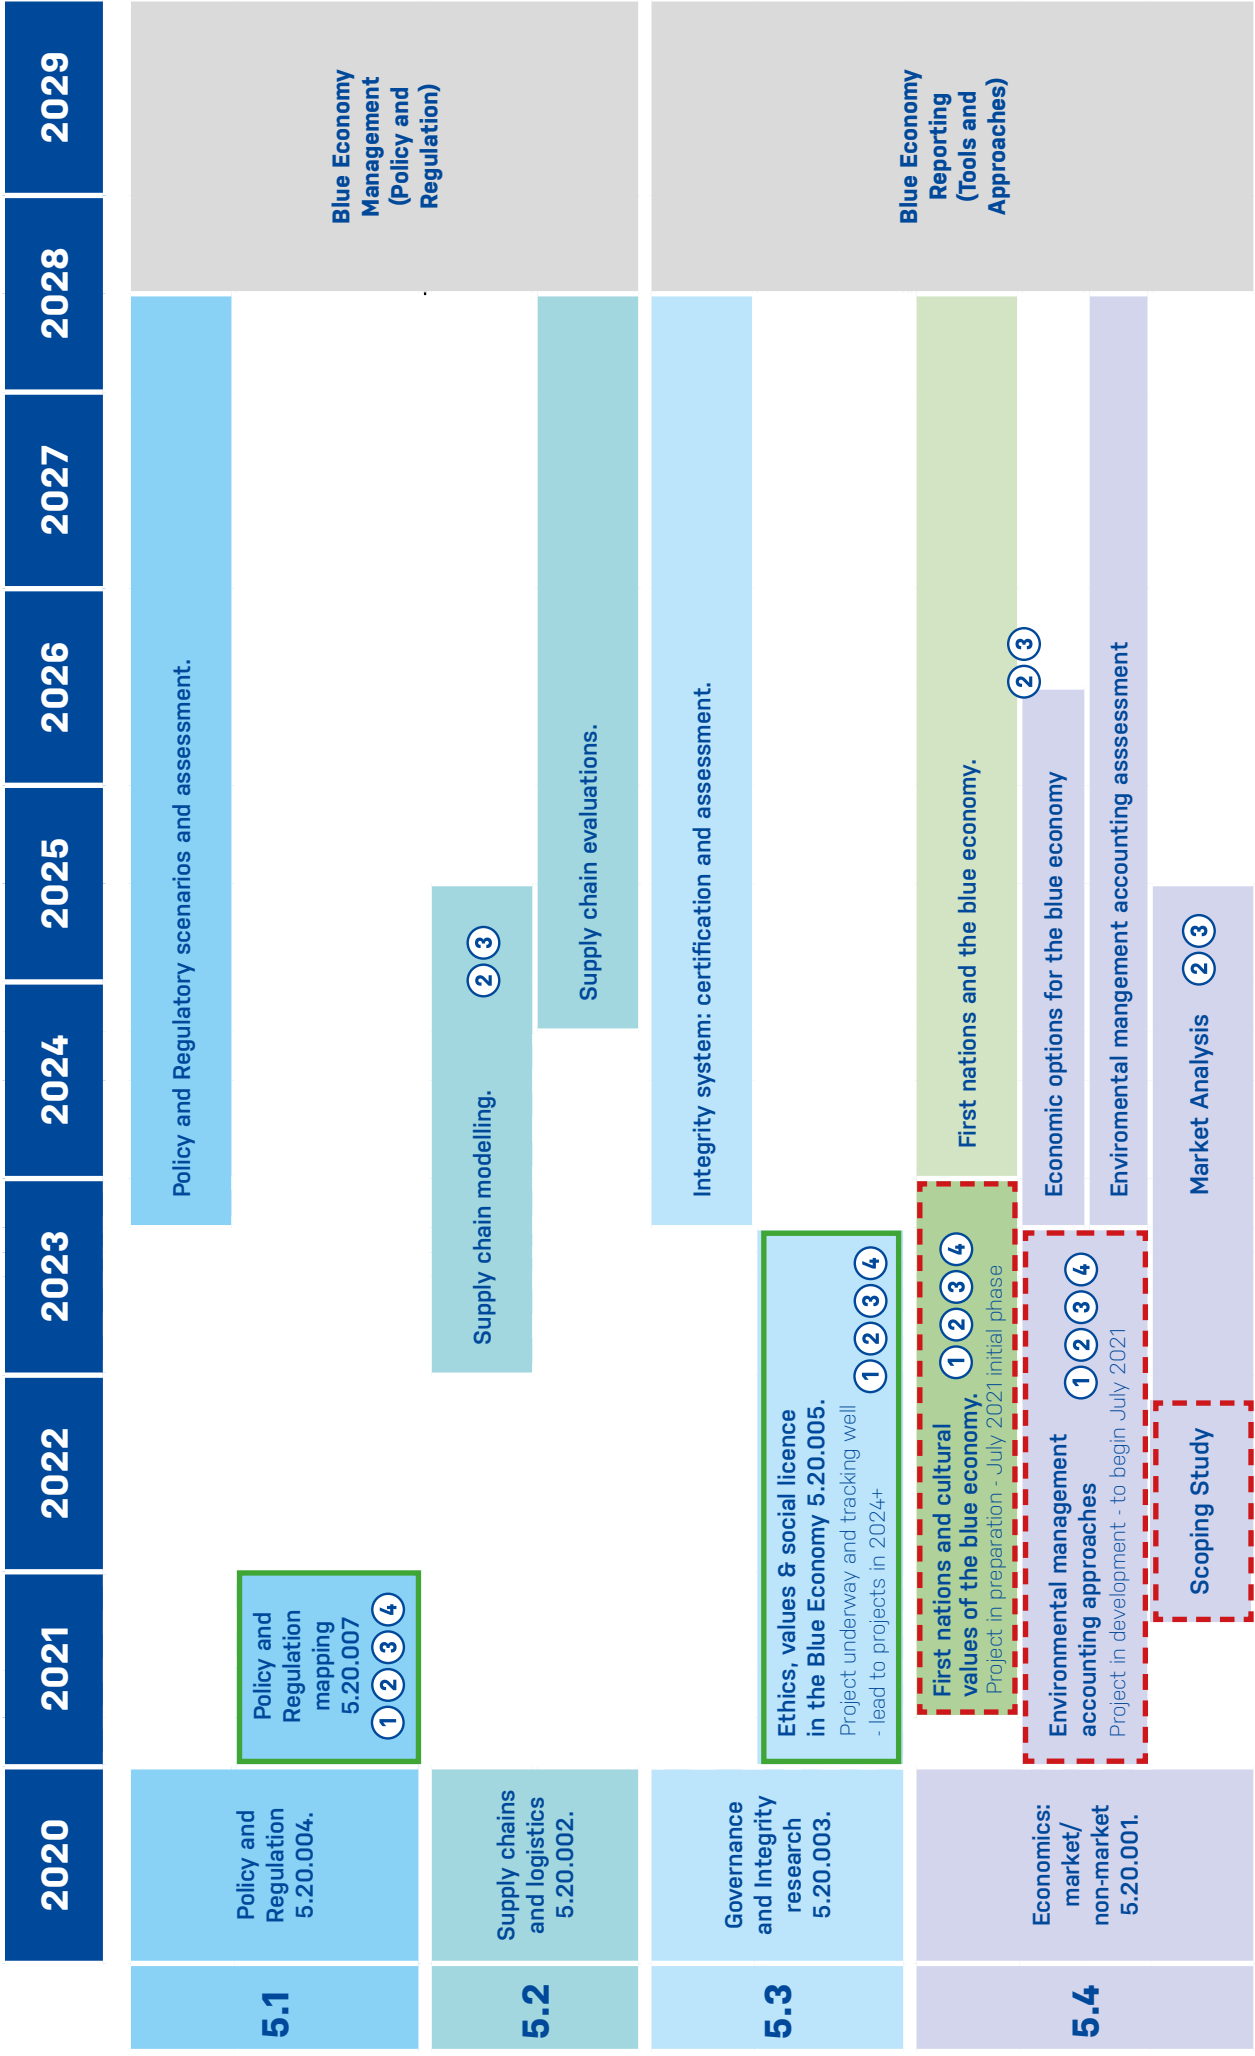 2020
2021
2022
2023
2024
2025
2026
2027
2028
2029
5.1
Policy and
Regulation
5.20.004.
Policy and Regulatory scenarios and assessment.
Policy and
Regulation
mapping
5.20.007
1 2 3 4
Blue Economy
Management
(Policy and
Regulation)
5.2
Supply chains
and logistics
5.20.002.
Supply chain modelling.
2 3
Supply chain evaluations.
5.3
Governance
and Integrity
research
5.20.003.
Integrity system: certification and assessment.
Ethics, values & social licence
in the Blue Economy 5.20.005.
Project underway and tracking well
- lead to projects in 2024+
1 2 3 4
Blue Economy
Reporting
(Tools and
Approaches)
5.4
Economics:
market/
non-market
5.20.001.
First nations and cultural
values of the blue economy.
1 2 3 4
Project in preparation - July 2021 initial phase
First nations and the blue economy.
Environmental management
accounting approaches
1 2 3 4
Project in development - to begin July 2021
Economic options for the blue economy
2 3
Enviromental mangement accounting asssessment
Scoping Study
Market Analysis
2 3